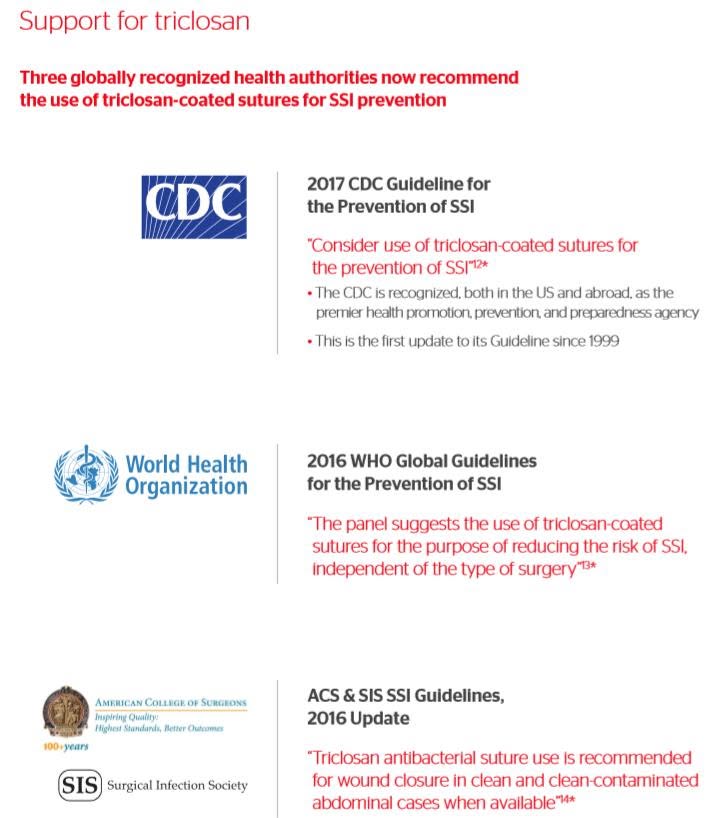 Support for triclosan
Three globally recognized health authorities now recommend
the use of triclosan-coated sutures for SSI prevention
CDC
2017 CDC Guideline for
the Prevention of SSI
"Consider use of triclosan-coated sutures for
the prevention of SSI"12*
• The CDC is recognized, both in the US and abroad, as the
premier health promotion, prevention, and preparedness agency
• This is the first update to its Guideline since 1999
World Health
Organization
2016 WHO Global Guidelines
for the Prevention of SSI
"The panel suggests the use of triclosan-coated
sutures for the purpose of reducing the risk of SSI,
independent of the type of surgery"13*
AMERICAN COLLEGE OF SURGEONS
Inspiring Quality:
Highest Standards, Better Outcomes
100+years
SIS Surgical Infection Society
ACS & SIS SSI Guidelines,
2016 Update
"Triclosan antibacterial suture use is recommended
for wound closure in clean and clean-contaminated
abdominal cases when available"14*